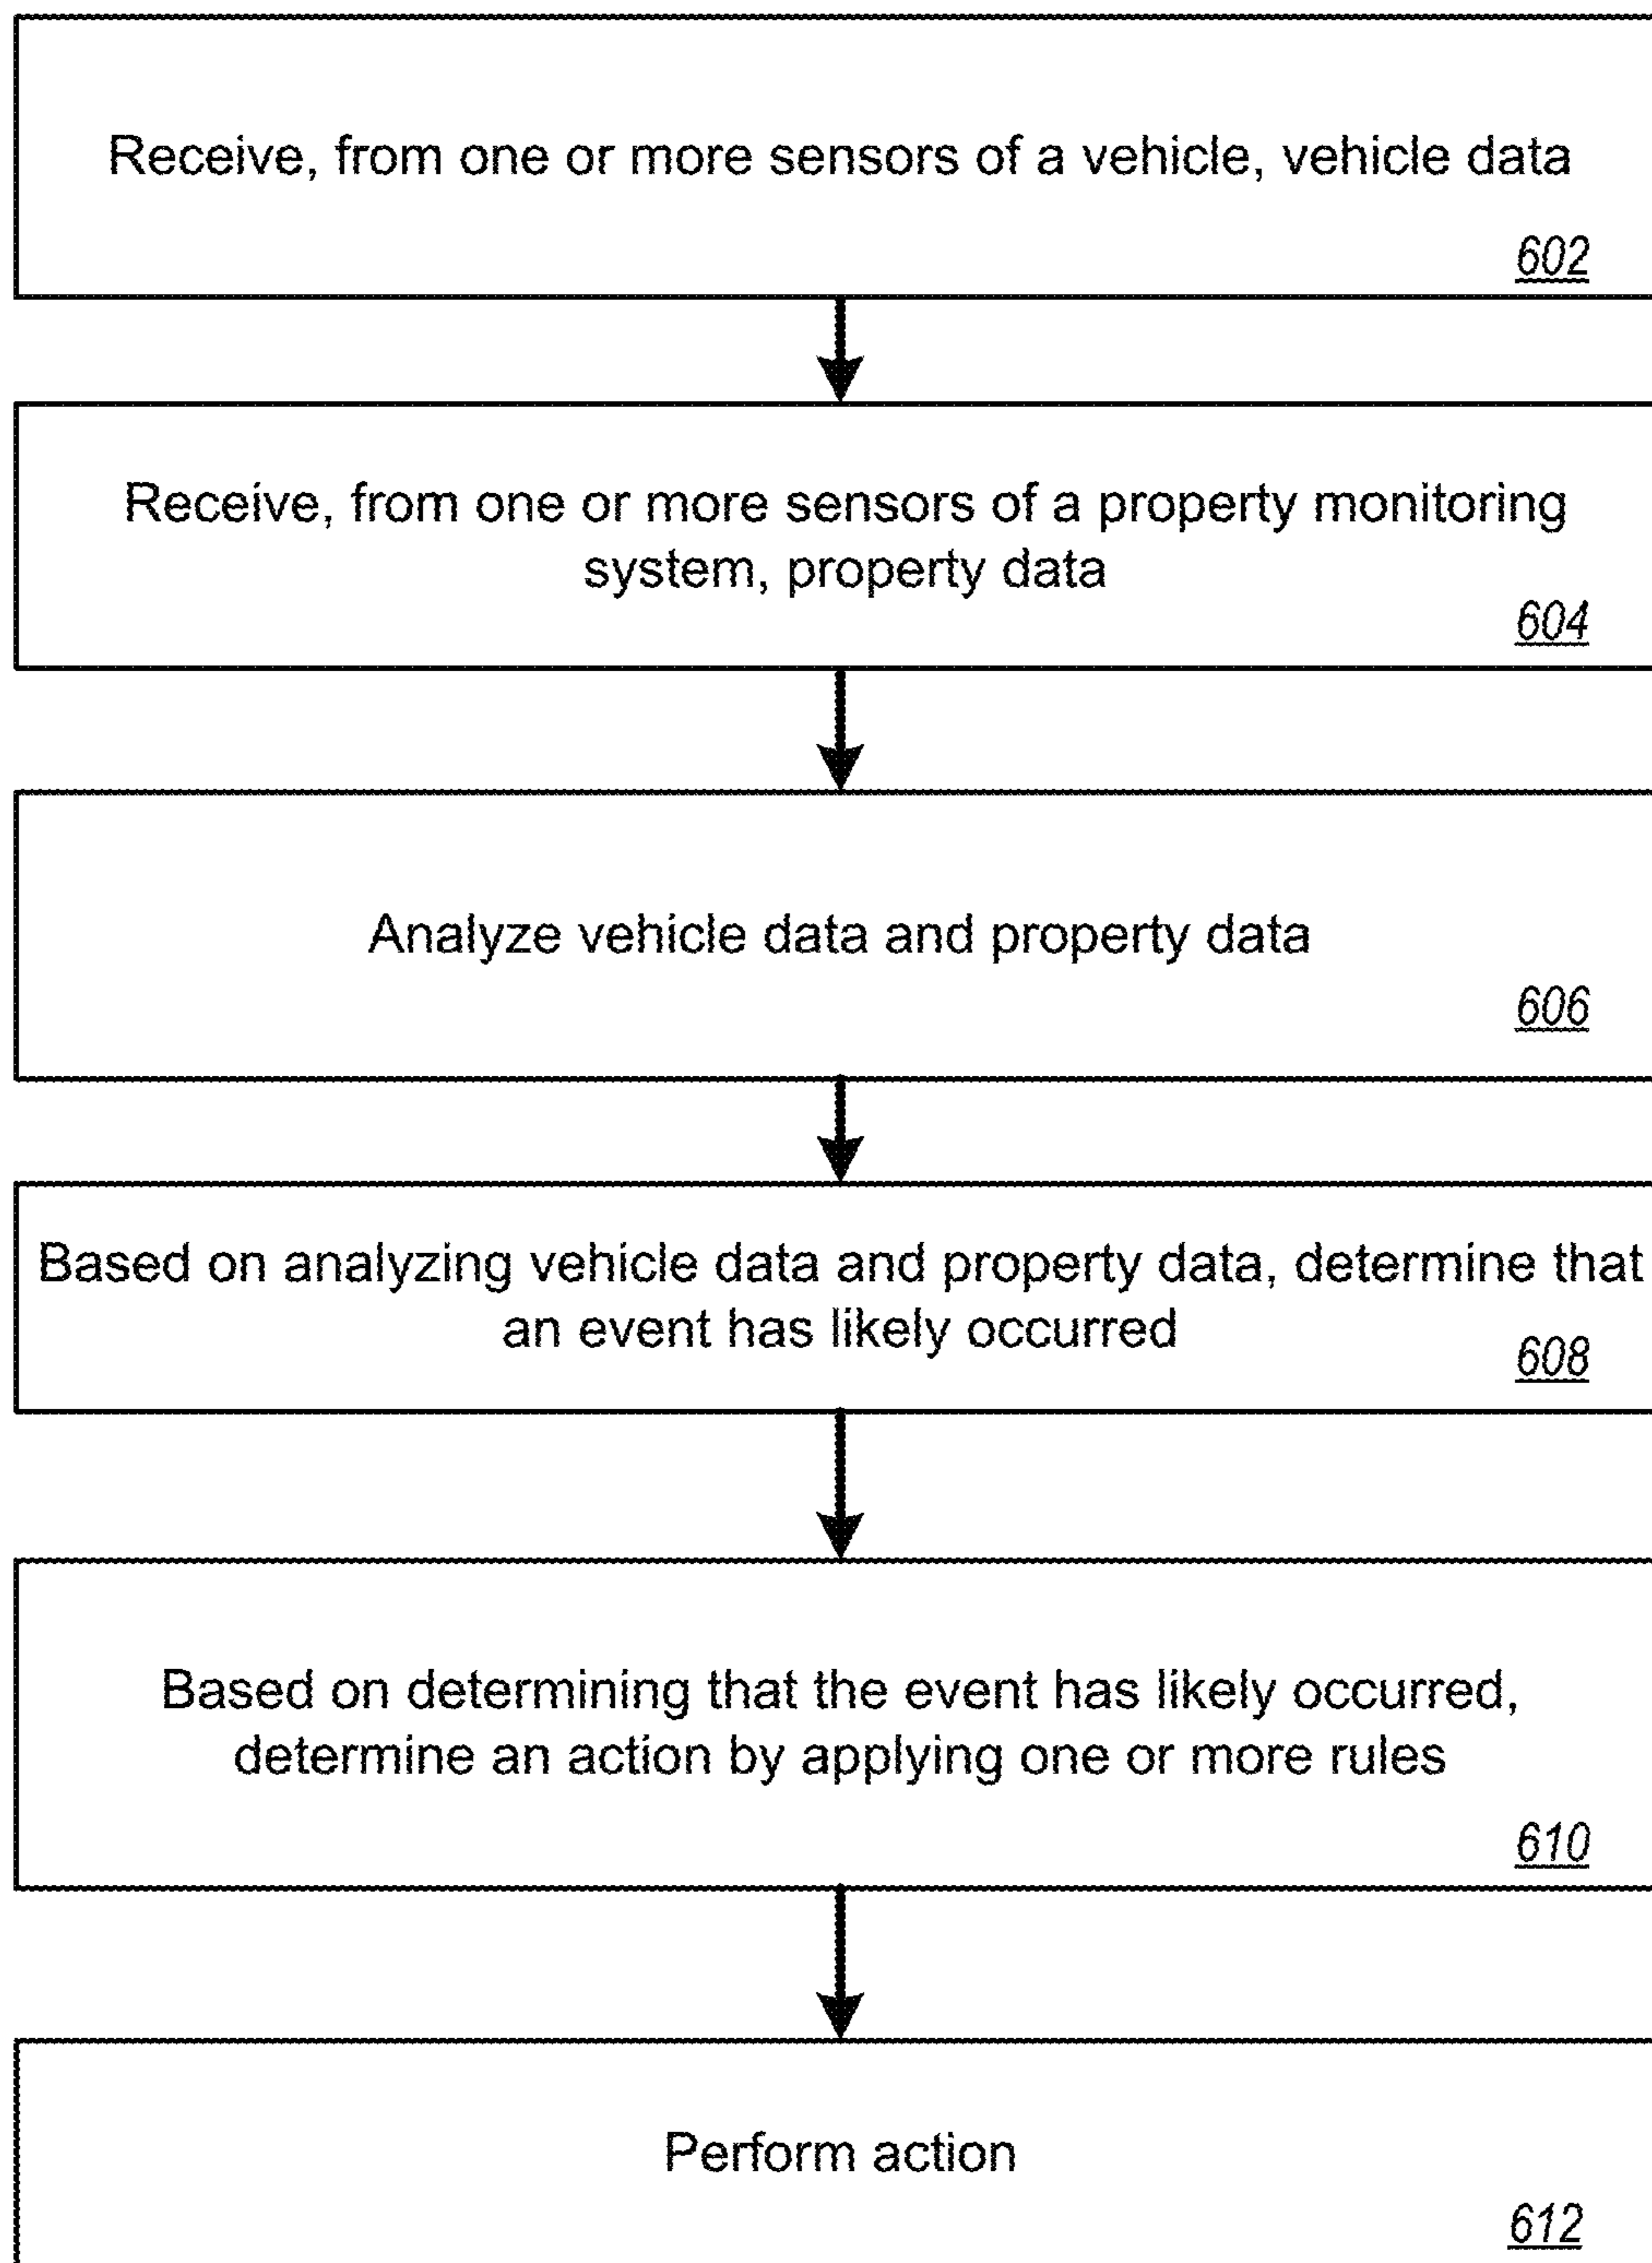 Receive, from one or more sensors of a vehicle, vehicle data
602
Receive, from one or more sensors of a property monitoring
system, property data
604
Analyze vehicle data and property data
606
Based on analyzing vehicle data and property data, determine that
an event has likely occurred
608
Based on determining that the event has likely occurred,
determine an action by applying one or more rules
610
Perform action
612